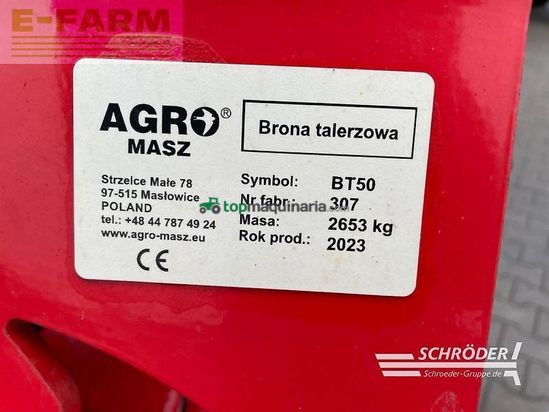 E-FARM
AGRO®
MASZ
Brona talerzowa
Strzelce Małe 78
97-515 Masłowice
POLAND
tel.: +48 44 787 49 24
www.agro-masz.eu
CE
Symbol: BT50
Nr fabr.: 307
Masa: 2653 kg
Rok prod.: 2023
topmaquinaria.com
SCHRÖDER
Schroeder-Gruppe.de